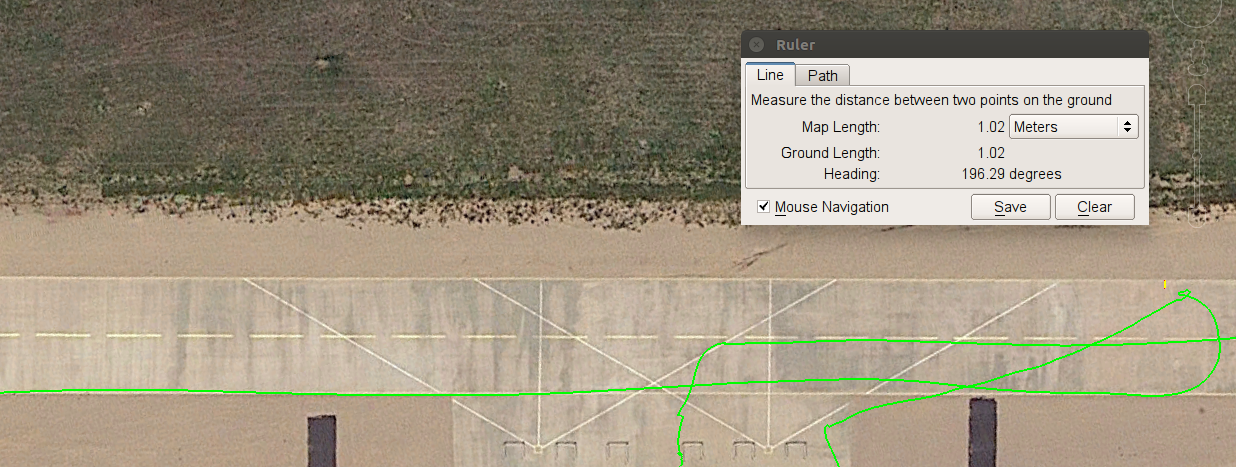 Ruler
Line Path
Measure the distance between two points on the ground
Map Length: 1.02 Meters
Ground Length: 1.02
Heading: 196.29 degrees
Mouse Navigation Save Clear